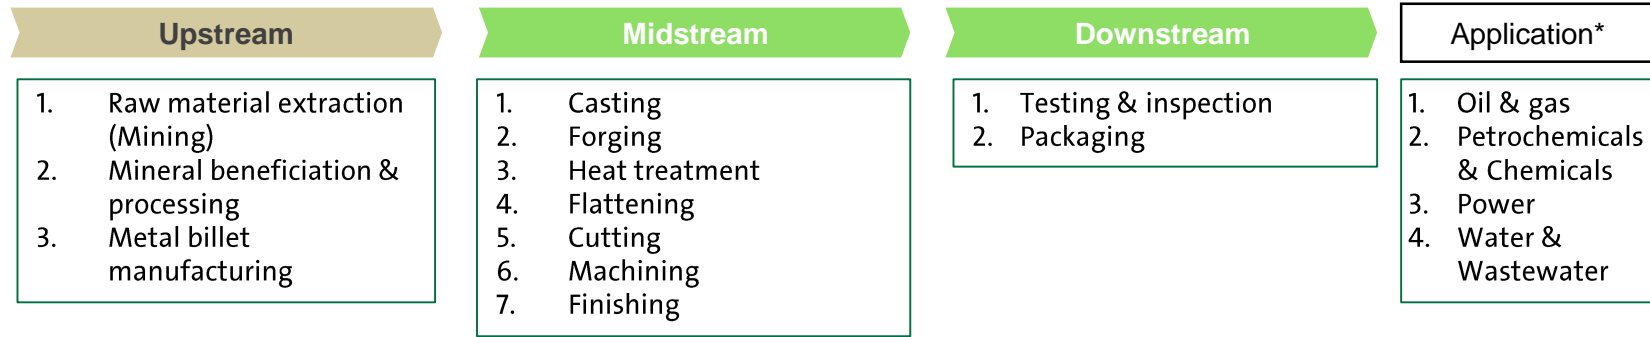 Upstream
1. Raw material extraction
(Mining)
2. Mineral beneficiation &
processing
3. Metal billet
manufacturing
Midstream
1. Casting
2. Forging
3. Heat treatment
4. Flattening
5. Cutting
6. Machining
7. Finishing
Downstream
1. Testing & inspection
2. Packaging
Application*
1. Oil & gas
2. Petrochemicals
& Chemicals
3. Power
4. Water &
Wastewater